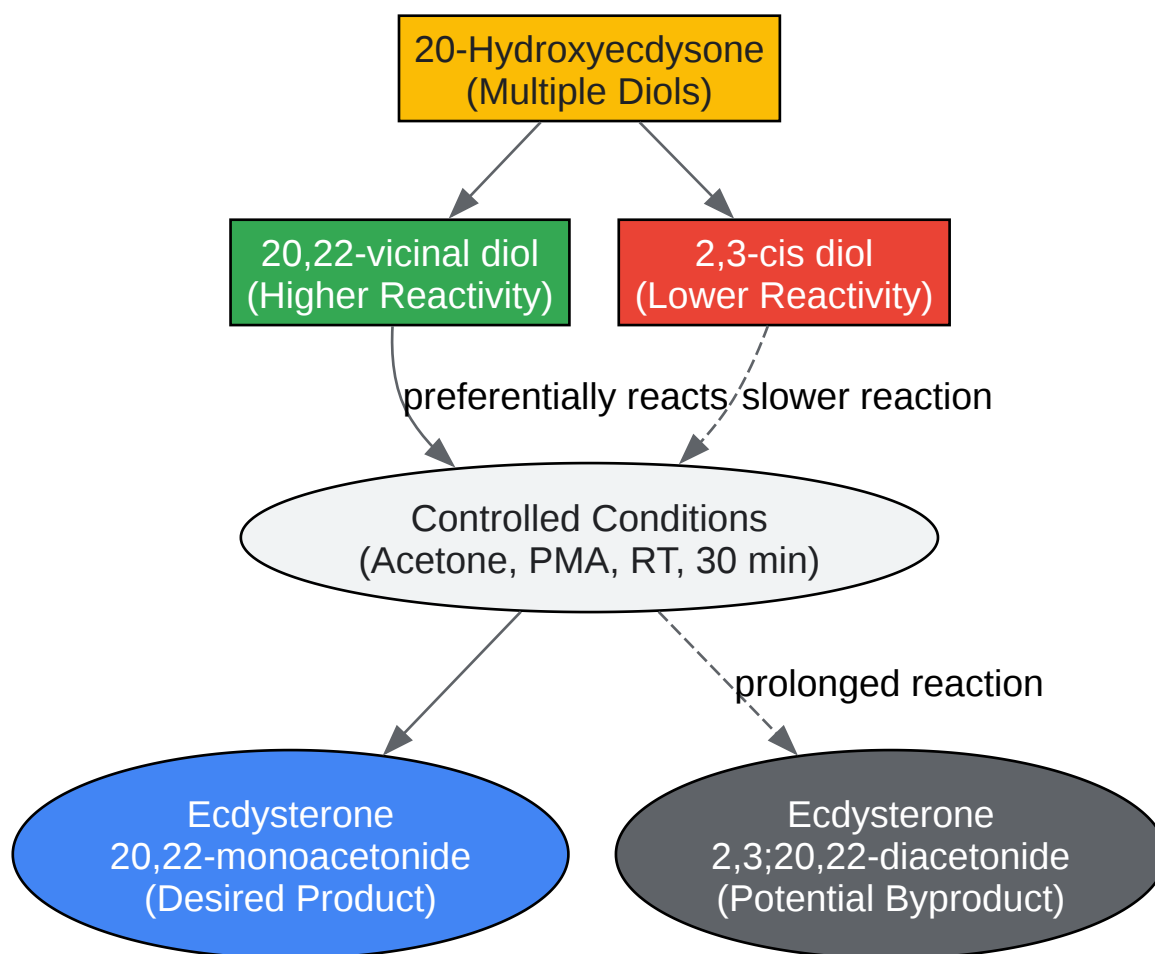 20-Hydroxyecdysone
(Multiple Diols)
20,22-vicinal diol
(Higher Reactivity)
2,3-cis diol
(Lower Reactivity)
preferentially reacts
slower reaction
Controlled Conditions
(Acetone, PMA, RT, 30 min)
prolonged reaction
Ecdysterone
20,22-monoacetonide
(Desired Product)
Ecdysterone
2,3;20,22-diacetonide
(Potential Byproduct)